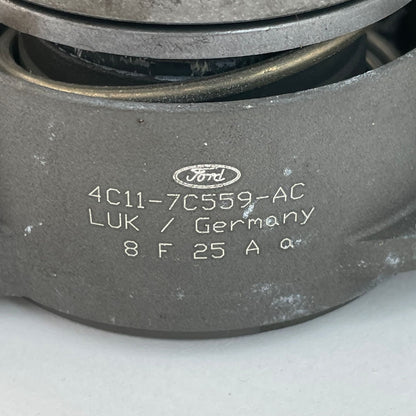 Ford
4C11-7C559-AC
LUK / Germany
8 F 25 A a